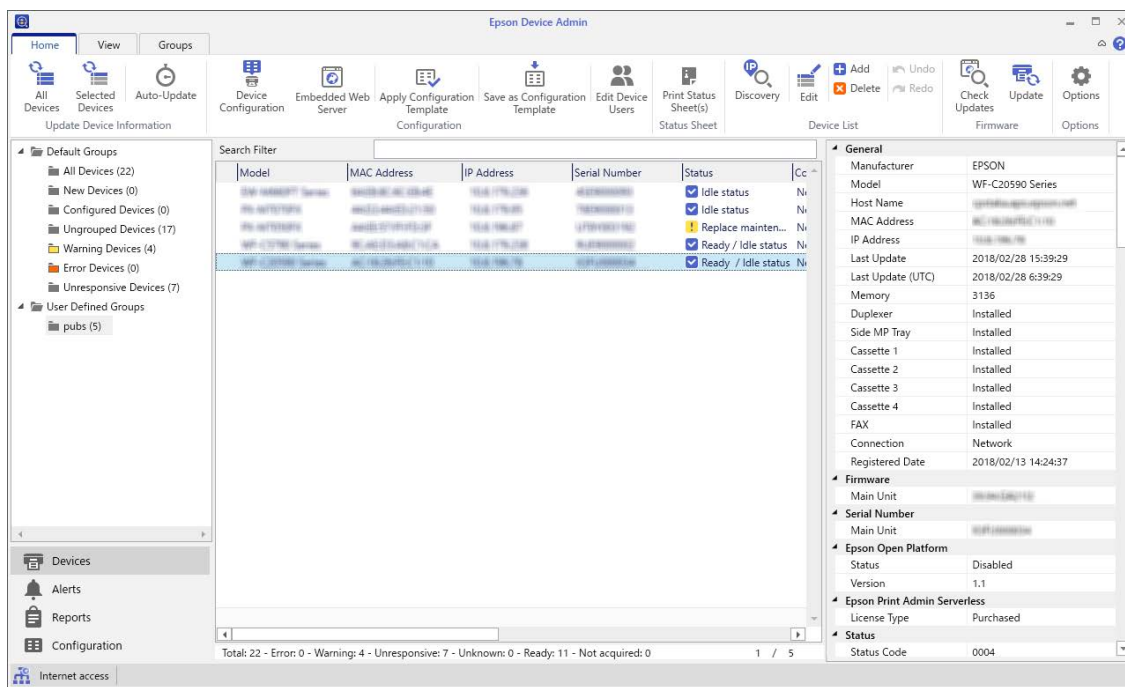 Epson Device Admin
Home View Groups
All Devices
Selected Devices
Auto-Update
Update Device Information
Device Configuration
Embedded Web Server
Apply Configuration Template
Save as Configuration Template
Edit Device Users
Configuration
Print Status Sheet(s)
Status Sheet
Discovery
Edit
Add
Delete
Undo
Redo
Device List
Check Updates
Update
Firmware
Options
Options
Default Groups
All Devices (22)
New Devices (0)
Configured Devices (0)
Ungrouped Devices (17)
Warning Devices (4)
Error Devices (0)
Unresponsive Devices (7)
User Defined Groups
pubs (5)
Devices
Alerts
Reports
Configuration
Search Filter
Model MAC Address IP Address Serial Number Status
Idle status
Idle status
Replace mainten...
Ready / Idle status
Ready / Idle status
Total: 22 - Error: 0 - Warning: 4 - Unresponsive: 7 - Unknown: 0 - Ready: 11 - Not acquired: 0 1 / 5
General
Manufacturer EPSON
Model WF-C20590 Series
Host Name
MAC Address
IP Address
Last Update 2018/02/28 15:39:29
Last Update (UTC) 2018/02/28 6:39:29
Memory 3136
Duplexer Installed
Side MP Tray Installed
Cassette 1 Installed
Cassette 2 Installed
Cassette 3 Installed
Cassette 4 Installed
FAX Installed
Connection Network
Registered Date 2018/02/13 14:24:37
Firmware
Main Unit
Serial Number
Main Unit
Epson Open Platform
Status Disabled
Version 1.1
Epson Print Admin Serverless
License Type Purchased
Status
Status Code 0004
Internet access